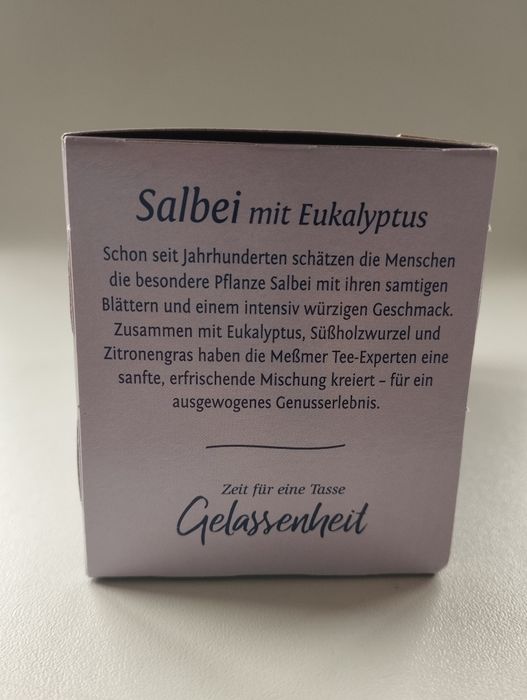 Salbei mit Eukalyptus
Schon seit Jahrhunderten schätzen die Menschen
die besondere Pflanze Salbei mit ihren samtigen
Blättern und einem intensiv würzigen Geschmack.
Zusammen mit Eukalyptus, Süßholzwurzel und
Zitronengras haben die Meßmer Tee-Experten eine
sanfte, erfrischende Mischung kreiert – für ein
ausgewogenes Genusserlebnis.
Zeit für eine Tasse
Gelassenheit